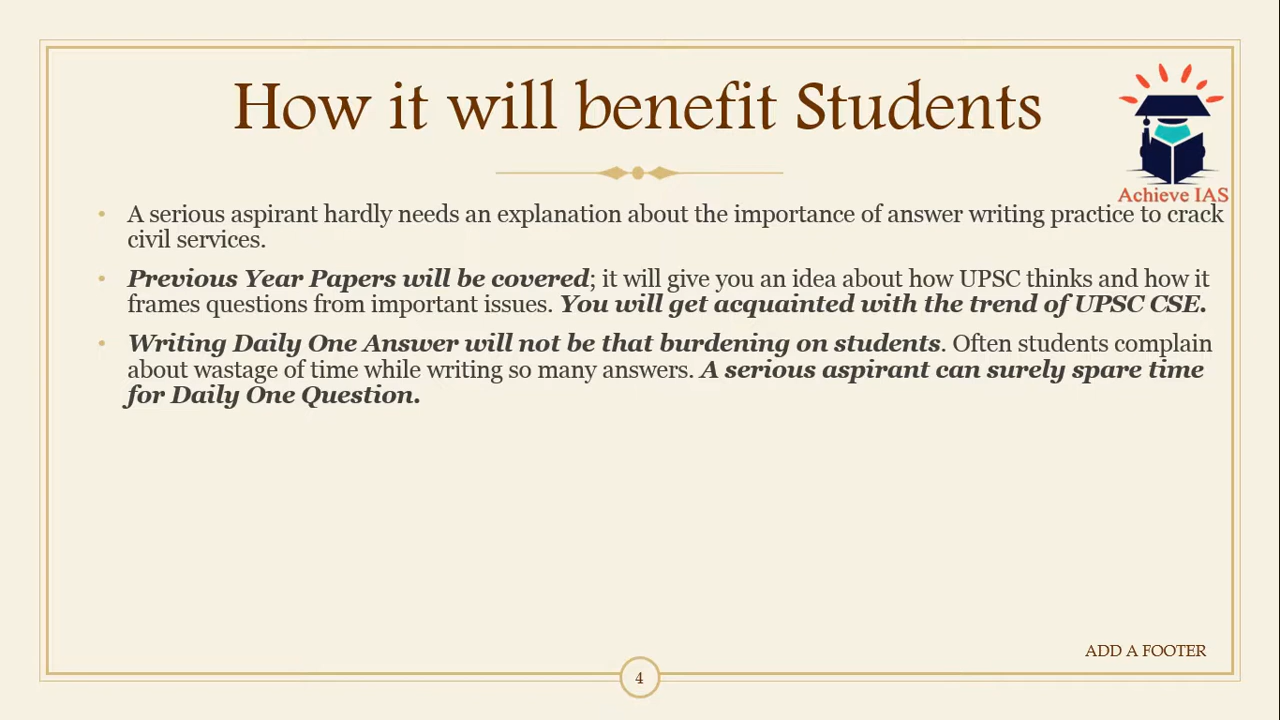 How it will benefit Students
Achieve IAS
• A serious aspirant hardly needs an explanation about the importance of answer writing practice to crack
civil services.
• Previous Year Papers will be covered; it will give you an idea about how UPSC thinks and how it
frames questions from important issues. You will get acquainted with the trend of UPSC CSE.
• Writing Daily One Answer will not be that burdening on students. Often students complain
about wastage of time while writing so many answers. A serious aspirant can surely spare time
for Daily One Question.
ADD A FOOTER
4